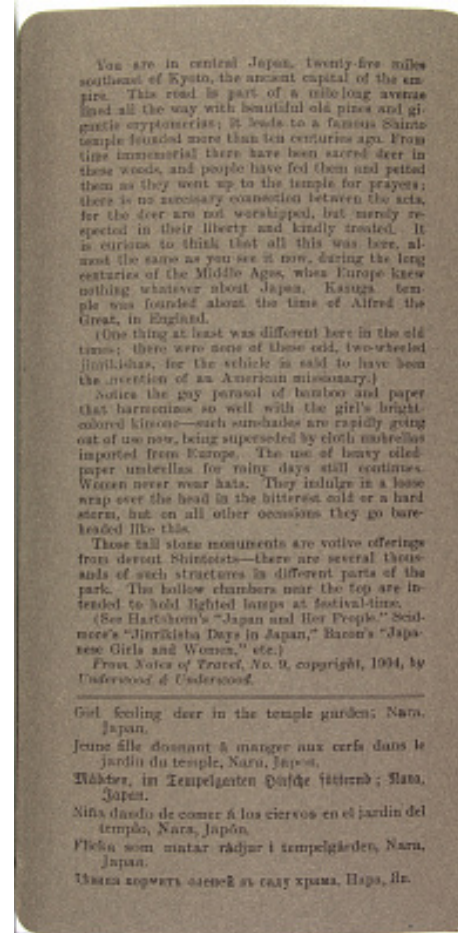 You are in central Japan, twenty-five miles
southeast of Kyoto, the ancient capital of the em-
pire. This road is part of a mile-long avenue
lined all the way with beautiful old pines and gi-
gantic cryptomerias; it leads to a famous Shinto
temple founded more than ten centuries ago. From
time immemorial there have been sacred deer in
these woods, and people have fed them and petted
them as they went up to the temple for prayers;
there is no necessary connection between the acts,
for the deer are not worshipped, but merely re-
spected in their liberty and kindly treated. It
is curious to think that all this was here, al-
most the same as you see it now, during the long
centuries of the Middle Ages, when Europe knew
nothing whatever about Japan. Kasuga tem-
ple was founded about the time of Alfred the
Great, in England.
(One thing at least was different here in the old
times; there were none of these odd, two-wheeled
jinrikishas, for the vehicle is said to have been
the invention of an American missionary.)
Notice the gay parasol of bamboo and paper
that harmonizes so well with the girl's bright-
colored kimono—such sunshades are rapidly going
out of use now, being superseded by cloth umbrellas
imported from Europe. The use of heavy oiled-
paper umbrellas for rainy days still continues.
Women never wear hats. They indulge in a loose
wrap over the head in the bitterest cold or a hard
storm, but on all other occasions they go bare-
headed like this.
Those tall stone monuments are votive offerings
from devout Shintoists—there are several thous-
ands of such structures in different parts of the
park. The hollow chambers near the top are in-
tended to hold lighted lamps at festival-time.
(See Hartshorn's "Japan and Her People." Scid-
more's "Jinrikisha Days in Japan," Bacon's "Japa-
nese Girls and Women," etc.)
From Notes of Travel, No. 9, copyright, 1904, by
Underwood & Underwood.
Girl feeding deer in the temple garden; Nara,
Japan.
Jeune fille donnant à manger aux cerfs dans le
jardin du temple, Nara, Japon.
Mädchen, im Tempelgarten Hirsche fütternd; Nara,
Japan.
Niña dando de comer á los ciervos en el jardin del
templo, Nara, Japón.
Flicka som matar rådjur i tempelgården, Nara,
Japan.
кормитъ оленей въ саду храма, Нара, Яп.